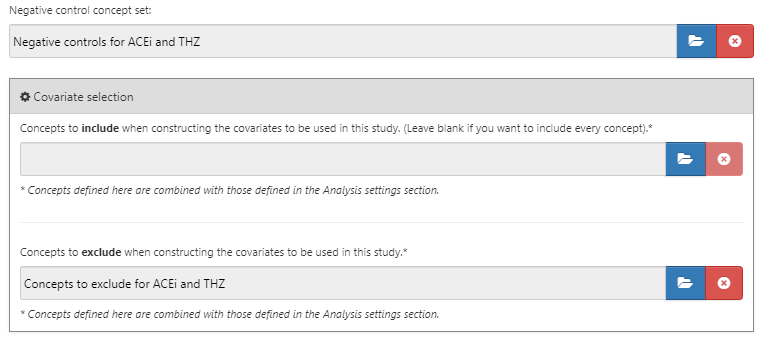 Negative control concept set:
Negative controls for ACEi and THZ
Covariate selection
Concepts to include when constructing the covariates to be used in this study. (Leave blank if you want to include every concept).*
* Concepts defined here are combined with those defined in the Analysis settings section.
Concepts to exclude when constructing the covariates to be used in this study.*
Concepts to exclude for ACEi and THZ
* Concepts defined here are combined with those defined in the Analysis settings section.